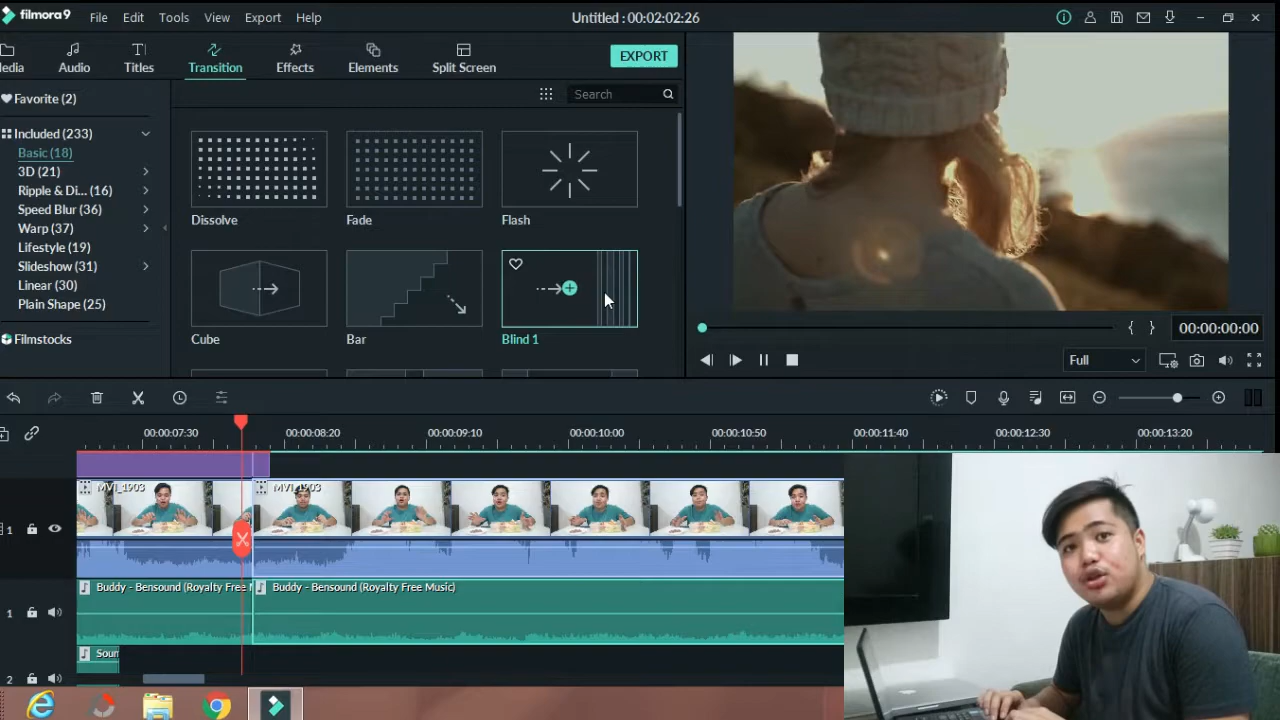 filmora9 File Edit Tools View Export Help Untitled : 00:02:02:26
edia Audio Titles Transition Effects Elements Split Screen EXPORT
Favorite (2)
Search
Included (233)
Basic (18)
3D (21)
Ripple & Di... (16)
Speed Blur (36)
Warp (37)
Lifestyle (19)
Slideshow (31)
Linear (30)
Plain Shape (25)
Filmstocks
Dissolve Fade Flash
Cube Bar Blind 1
{ } 00:00:00:00
Full
00:00:07:30 00:00:08:20 00:00:09:10 00:00:10:00 00:00:10:50 00:00:11:40 00:00:12:30 00:00:13:20
MVI_1903 MVI_1903
1
Buddy - Bensound (Royalty Free Buddy - Bensound (Royalty Free Music)
1
Soun
2